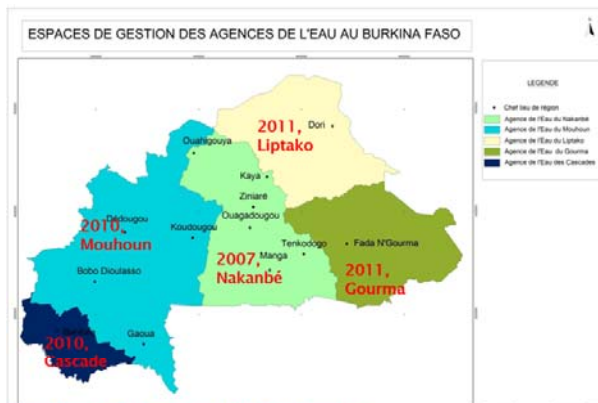 ESPACES DE GESTION DES AGENCES DE L'EAU AU BURKINA FASO
LEGENDE
Chef lieu de région
Agence de l'Eau du Nakanbé
Agence de l'Eau du Mouhoun
Agence de l'Eau du Liptako
Agence de l'Eau du Gourma
Agence de l'Eau des Cascades
2011,
Liptako
Dori
Ouahigouya
Kaya
Ziniaré
Ouagadougou
Dédougou
2010,
Mouhoun
Koudougou
2007,
Nakanbé
Manga
Tenkodogo
Fada N'Gourma
2011,
Gourma
Bobo Dioulasso
2010,
Cascade
Gaoua